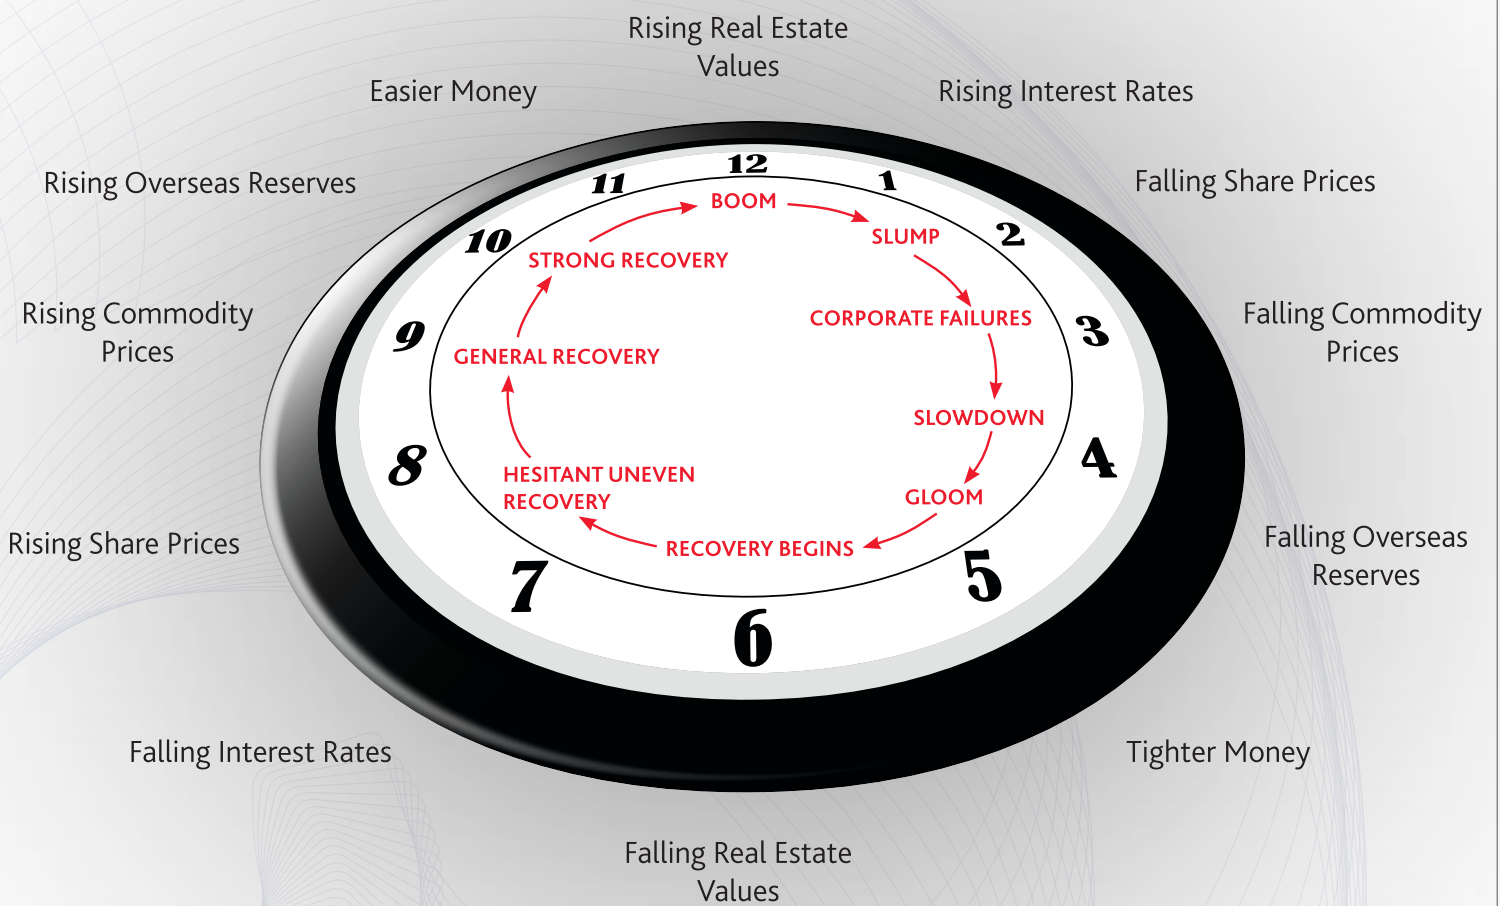 Rising Real Estate
Values
Easier Money
Rising Interest Rates
Rising Overseas Reserves
Falling Share Prices
Rising Commodity
Prices
Falling Commodity
Prices
Rising Share Prices
Falling Overseas
Reserves
Falling Interest Rates
Tighter Money
Falling Real Estate
Values
12
1
2
3
4
5
6
7
8
9
10
11
BOOM
SLUMP
CORPORATE FAILURES
SLOWDOWN
GLOOM
RECOVERY BEGINS
HESITANT UNEVEN
RECOVERY
GENERAL RECOVERY
STRONG RECOVERY